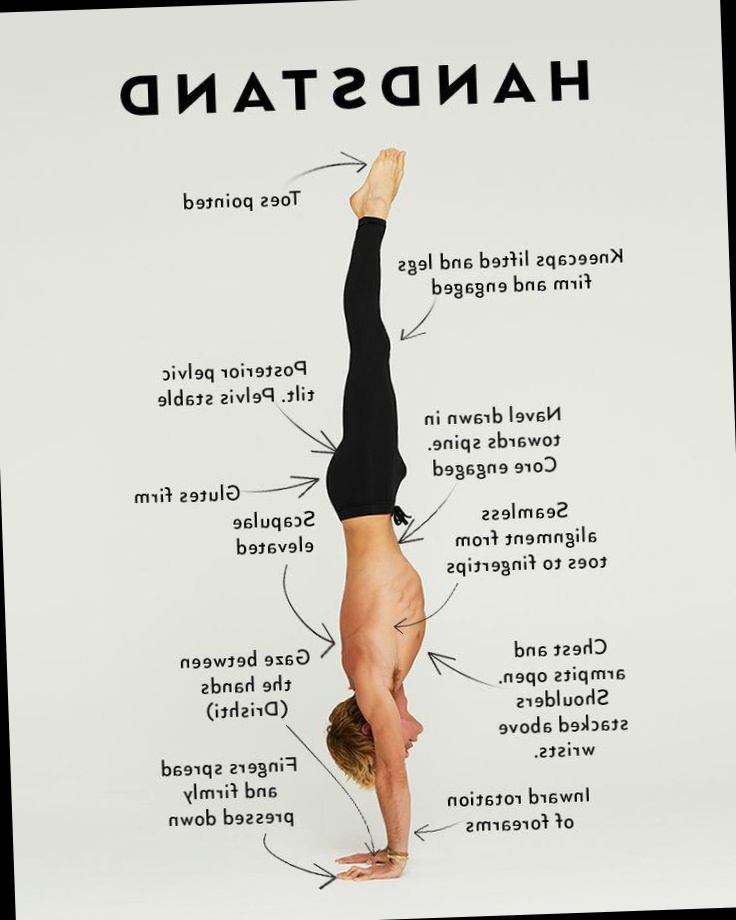 HANDSTAND
Toes pointed
Kneecaps lifted and legs
firm and engaged
Posterior pelvic
tilt. Pelvis stable
Navel drawn in
towards spine.
Core engaged
Glutes firm
Scapulae
elevated
Seamless
alignment from
toes to fingertips
Gaze between
the hands
(Drishti)
Chest and
armpits open.
Shoulders
stacked above
wrists.
Fingers spread
and firmly
pressed down
Inward rotation
of forearms